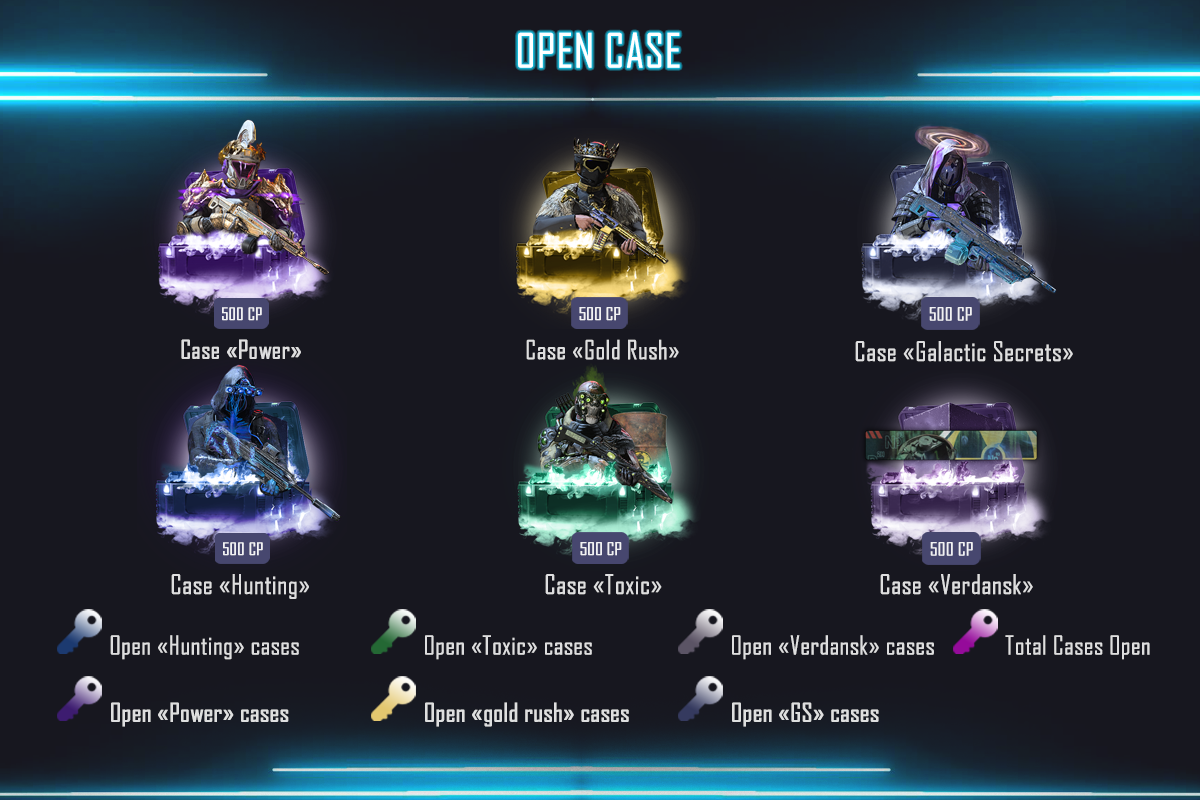 OPEN CASE
500 CP
500 CP
500 CP
Case «Power»
Case «Gold Rush»
Case «Galactic Secrets»
500 CP
500 CP
500 CP
Case «Hunting»
Case «Toxic»
Case «Verdansk»
Open «Hunting» cases
Open «Toxic» cases
Open «Verdansk» cases
Total Cases Open
Open «Power» cases
Open «gold rush» cases
Open «GS» cases